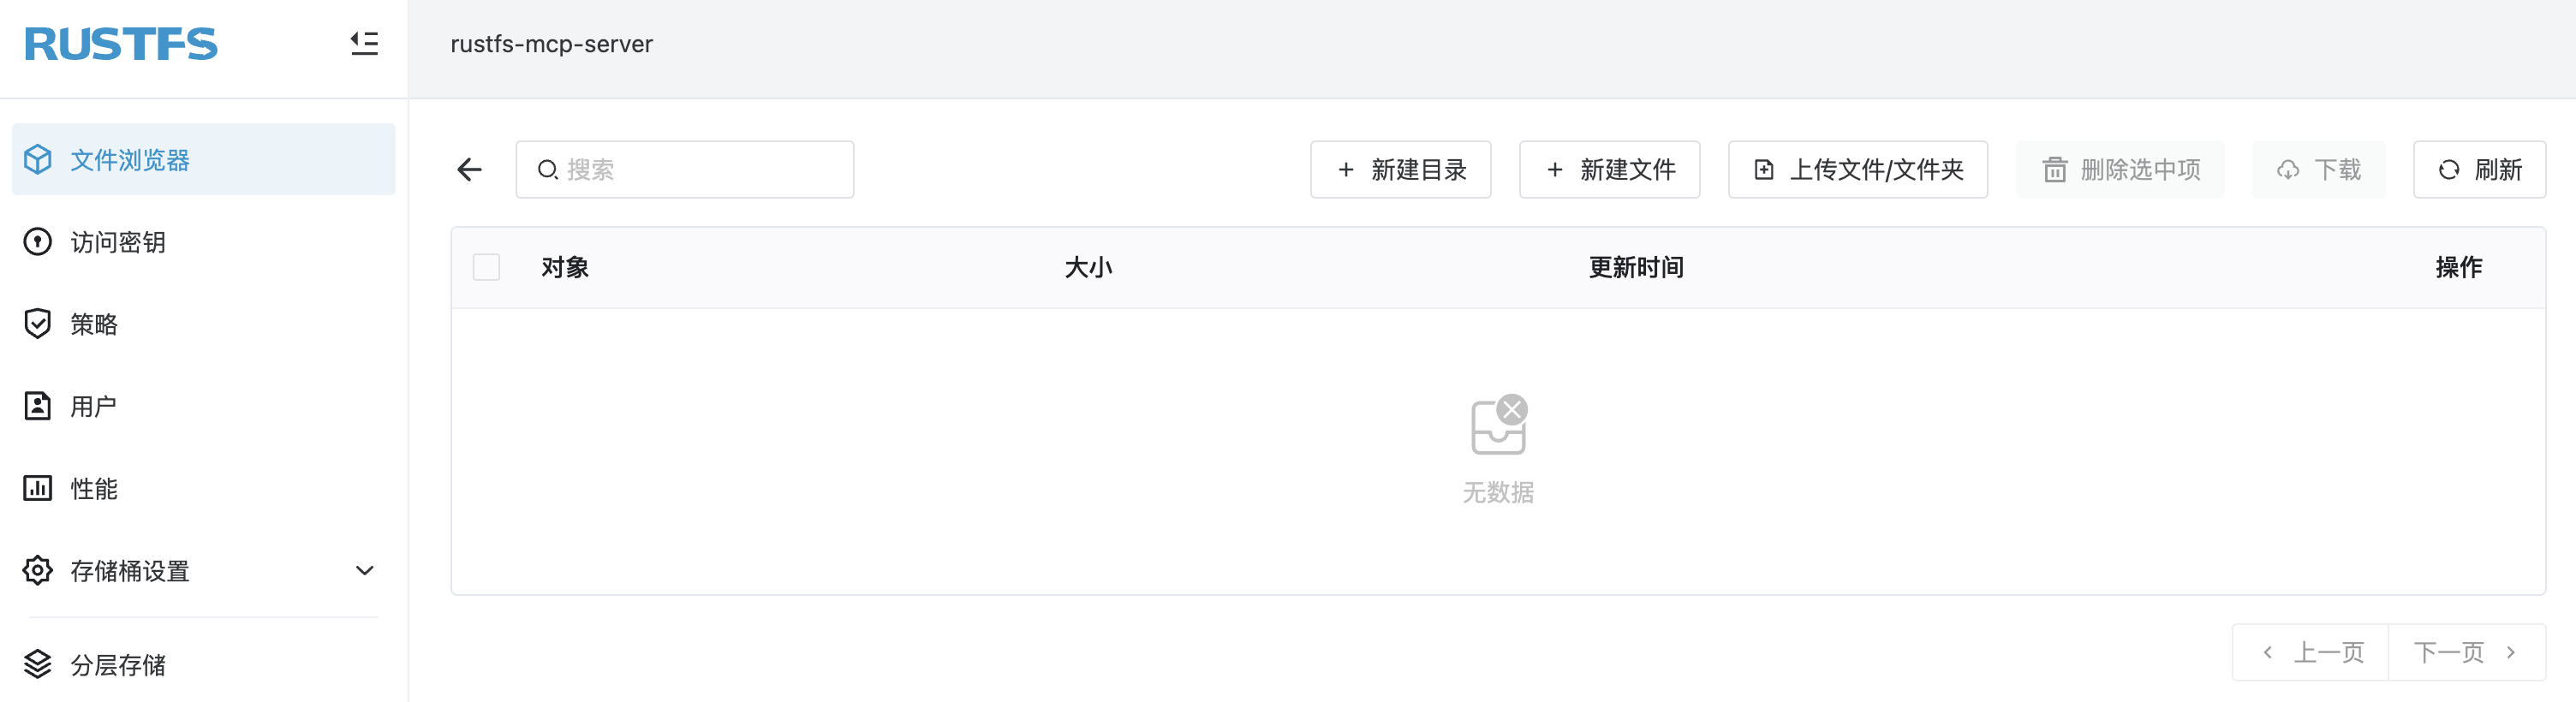 RUSTFS
rustfs-mcp-server
文件浏览器
访问密钥
策略
用户
性能
存储桶设置
分层存储
搜索
新建目录
新建文件
上传文件/文件夹
删除选中项
下载
刷新
对象 大小 更新时间 操作
无数据
上一页 下一页